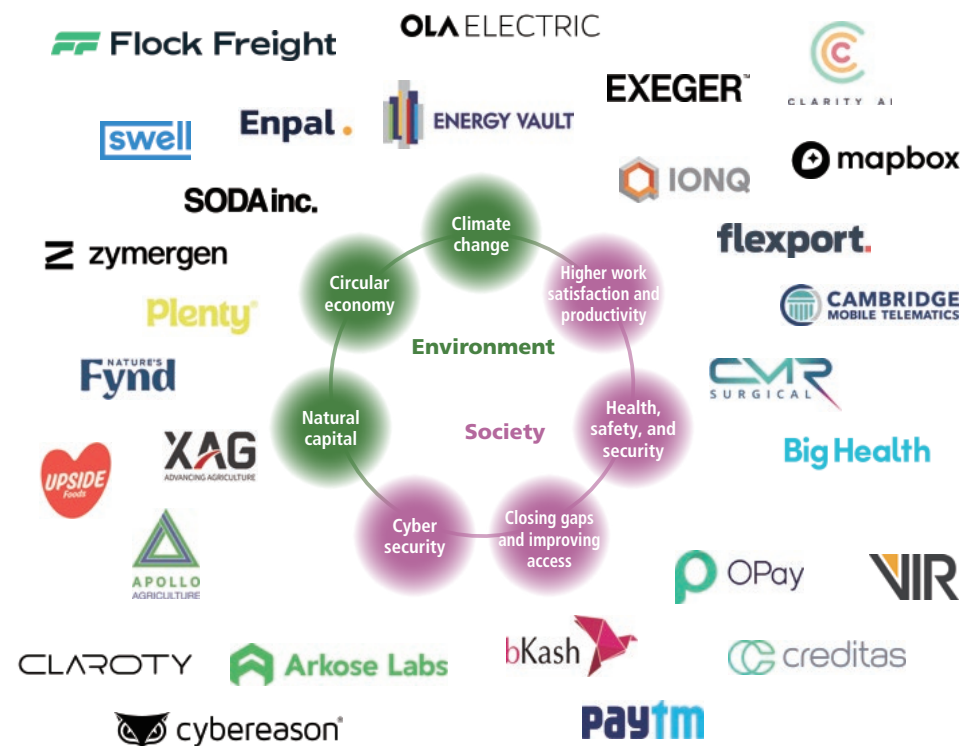 Flock Freight
OLA ELECTRIC
CLARITY AI
EXEGER™
swell
Enpal.
ENERGY VAULT
mapbox
IONQ
SODA inc.
Climate
change
flexport.
zymergen
Circular
economy
Higher work
satisfaction and
productivity
Plenty®
CAMBRIDGE
MOBILE TELEMATICS
Environment
NATURE'S
Fynd
CMR
SURGICAL
Natural
capital
Society
Health,
safety, and
security
XAG
ADVANCING AGRICULTURE
Big Health
UPSIDE
Foods
Cyber
security
Closing gaps
and improving
access
APOLLO
AGRICULTURE
OPay
VIR
CLAROTY
Arkose Labs
bKash
creditas
cybereason®
paytm